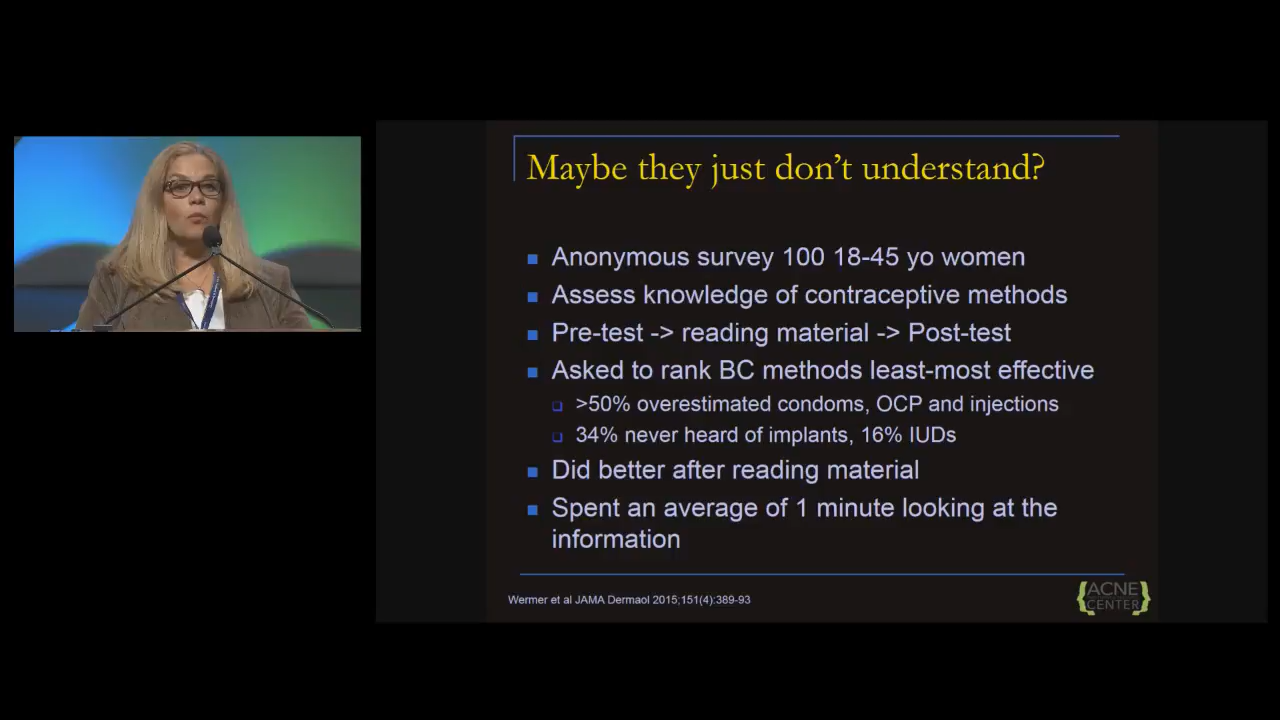 Maybe they just don't understand?
Anonymous survey 100 18-45 yo women
Assess knowledge of contraceptive methods
Pre-test -> reading material -> Post-test
Asked to rank BC methods least-most effective
>50% overestimated condoms, OCP and injections
34% never heard of implants, 16% IUDs
Did better after reading material
Spent an average of 1 minute looking at the
information
Wermer et al JAMA Dermaol 2015;151(4):389-93
{ACNE
CENTER}